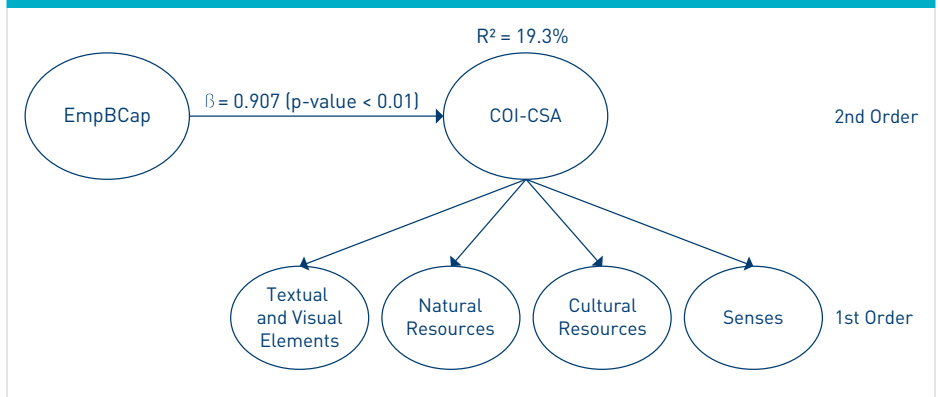 R² = 19.3%
EmpBCap
ß = 0.907 (p-value < 0.01)
COI-CSA
2nd Order
Textual
and Visual
Elements
Natural
Resources
Cultural
Resources
Senses
1st Order